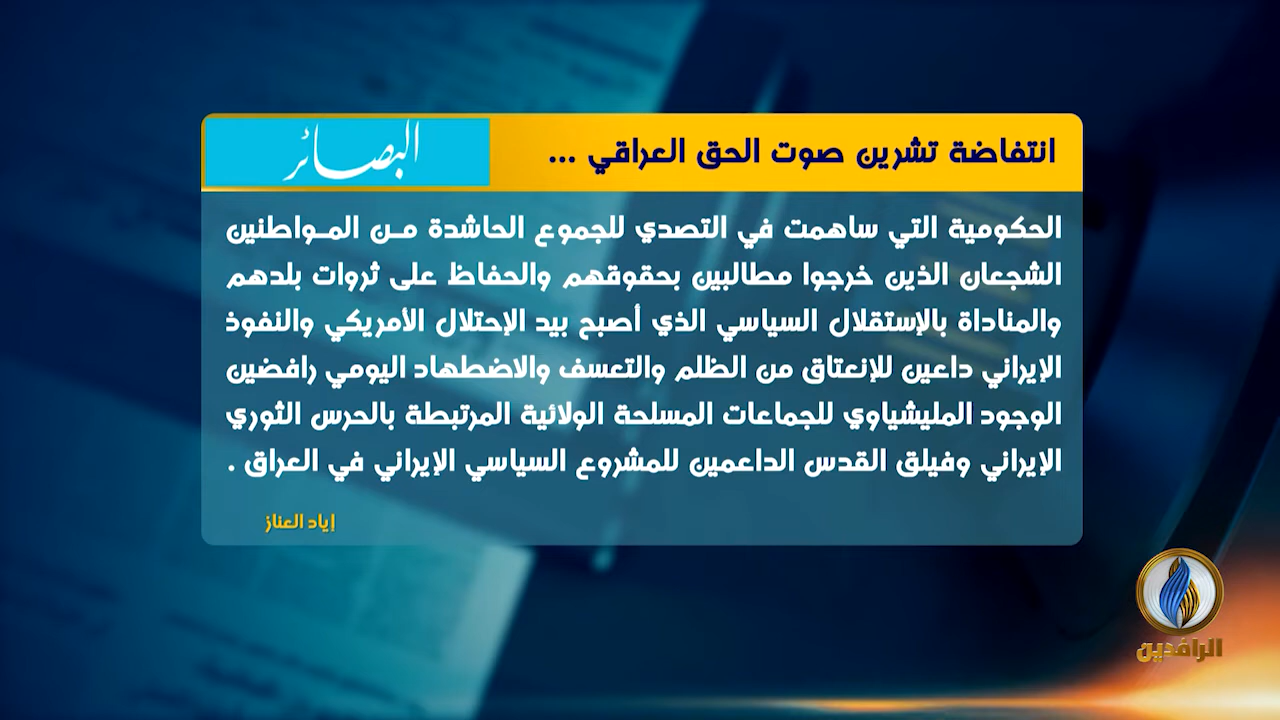 انتفاضة تشرين صوت الحق العراقي ...
البصائر
الحكومية التي ساهمت في التصدي للجموع الحاشدة مـن المـواطنين
الشجعان الذين خرجوا مطالبين بحقوقهم والحفاظ على ثروات بلدهم
والمناداة بالإستقلال السياسي الذي أصبح بيد الإحتلال الأمريكي والنفوذ
الإيراني داعين للإنعتاق من الظلم والتعسف والاضطهاد اليومي رافضين
الوجود المليشياوي للجماعات المسلحة الولائية المرتبطة بالحرس الثوري
الإيراني وفيلق القدس الداعمين للمشروع السياسي الإيراني في العراق .
إياد العناز
الرافدين